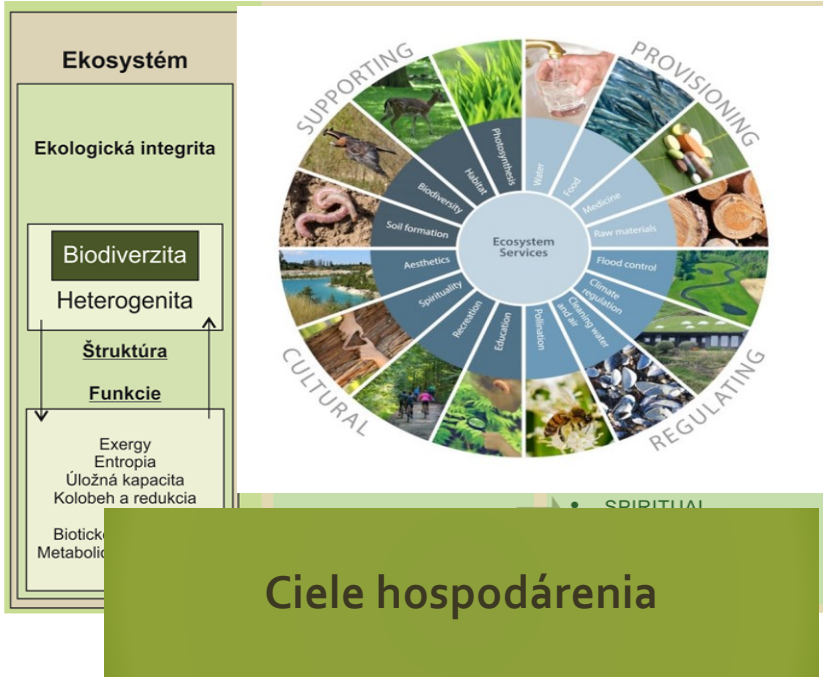 Ekosystém
Ekologická integrita
Biodiverzita
Heterogenita
Štruktúra
Funkcie
Exergy
Entropia
Úložná kapacita
Kolobeh a redukcia
SUPPORTING
PROVISIONING
CULTURAL
REGULATING
Ecosystem
Services
Photosynthesis
Habitat
Biodiversity
Soil formation
Water
Food
Medicine
Raw materials
Flood control
Climate
regulation
Cleaning water
and air
Pollination
Education
Recreation
Spirituality
Aesthetics
• SPIRITUAL
Ciele hospodárenia